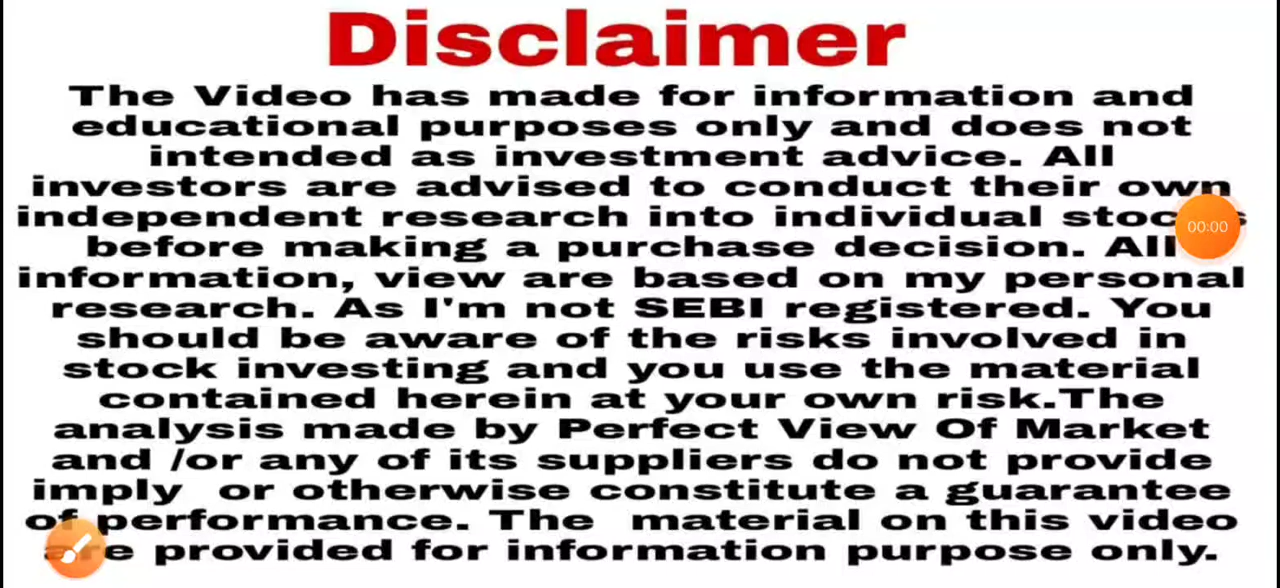 Disclaimer
The Video has made for information and
educational purposes only and does not
intended as investment advice. All
investors are advised to conduct their own
independent research into individual stocks
00:00
before making a purchase decision. All
information, view are based on my personal
research. As I'm not SEBI registered. You
should be aware of the risks involved in
stock investing and you use the material
contained herein at your own risk.The
analysis made by Perfect View Of Market
and /or any of its suppliers do not provide
imply or otherwise constitute a guarantee
of performance. The material on this video
are provided for information purpose only.